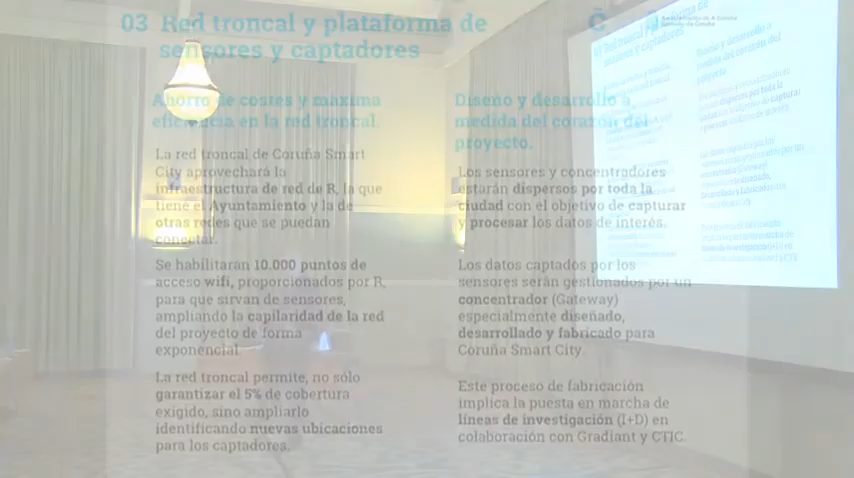 03 Red troncal y plataforma de
sensores y captadores
Ahorro de costes y máxima
eficiencia en la red troncal.
La red troncal de Coruña Smart
City aprovechará la
infraestructura de red de R, la que
tiene el Ayuntamiento y la de
otras redes que se puedan
conectar.
Se habilitarán 10.000 puntos de
acceso wifi, proporcionados por R,
para que sirvan de sensores,
ampliando la capilaridad de la red
del proyecto de forma
exponencial.
La red troncal permite, no sólo
garantizar el 5% de cobertura
exigido, sino ampliarlo
identificando nuevas ubicaciones
para los captadores.
Diseño y desarrollo a
medida del corazón del
proyecto.
Los sensores y concentradores
estarán dispersos por toda la
ciudad con el objetivo de capturar
y procesar los datos de interés.
Los datos captados por los
sensores serán gestionados por un
concentrador (Gateway)
especialmente diseñado,
desarrollado y fabricado para
Coruña Smart City.
Este proceso de fabricación
implica la puesta en marcha de
líneas de investigación (I+D) en
colaboración con Gradiant y CTIC.